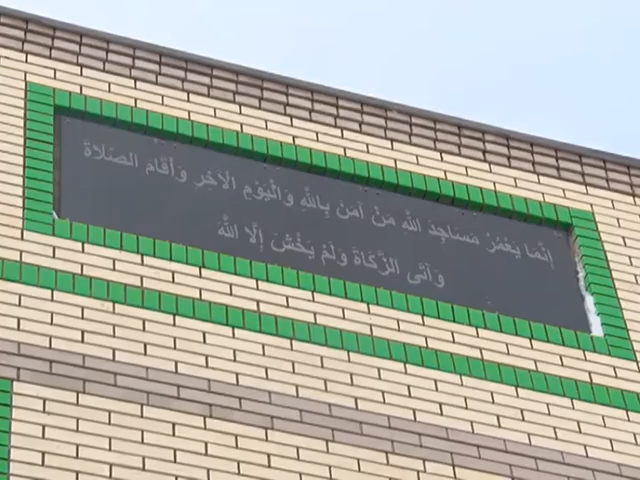 إِنَّمَا يَعْمُرُ مَسَاجِدَ اللَّهِ مَنْ آمَنَ بِاللَّهِ وَالْيَوْمِ الْآخِرِ وَأَقَامَ الصَّلَاةَ
وَآتَى الزَّكَاةَ وَلَمْ يَخْشَ إِلَّا اللَّهَ